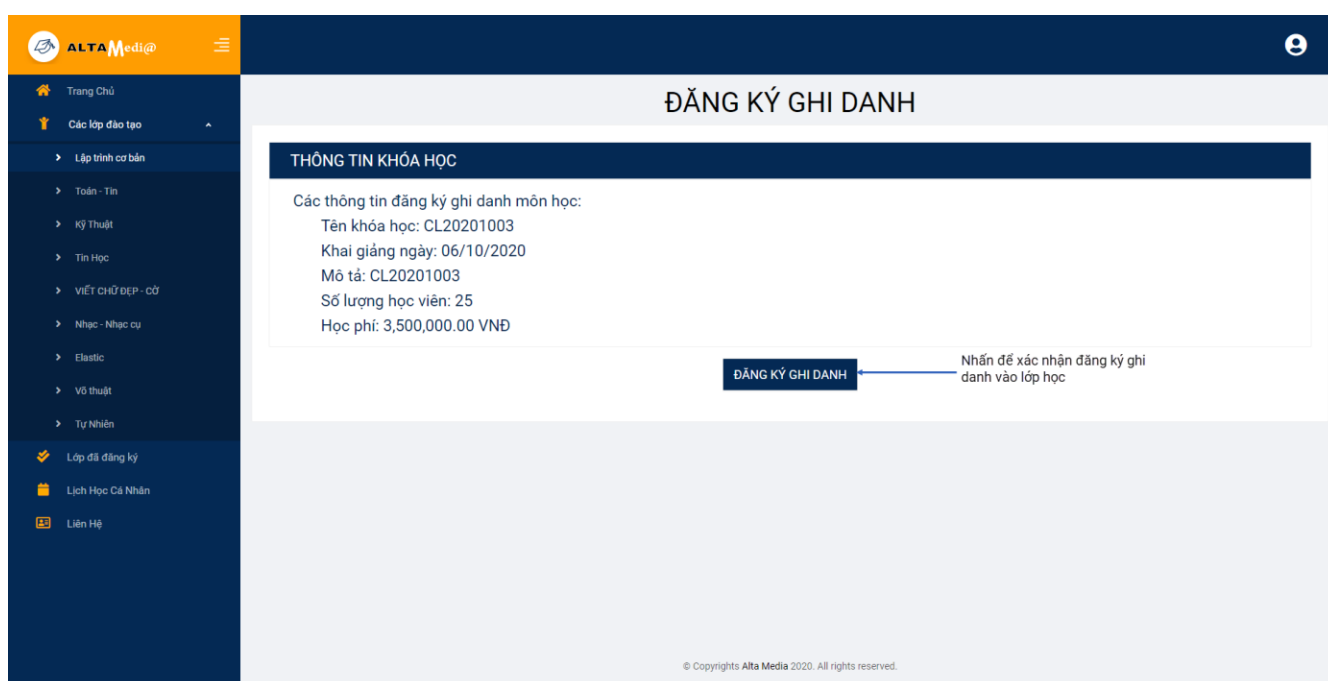 ALTAMedi@
Trang Chủ
Các lớp đào tạo
Lập trình cơ bản
Toán - Tin
Kỹ Thuật
Tin Học
VIẾT CHỮ ĐẸP - CỜ
Nhạc - Nhạc cụ
Elastic
Võ thuật
Tự Nhiên
Lớp đã đăng ký
Lịch Học Cá Nhân
Liên Hệ
ĐĂNG KÝ GHI DANH
THÔNG TIN KHÓA HỌC
Các thông tin đăng ký ghi danh môn học:
Tên khóa học: CL20201003
Khai giảng ngày: 06/10/2020
Mô tả: CL20201003
Số lượng học viên: 25
Học phí: 3,500,000.00 VNĐ
ĐĂNG KÝ GHI DANH
Nhấn để xác nhận đăng ký ghi
danh vào lớp học
© Copyrights Alta Media 2020. All rights reserved.